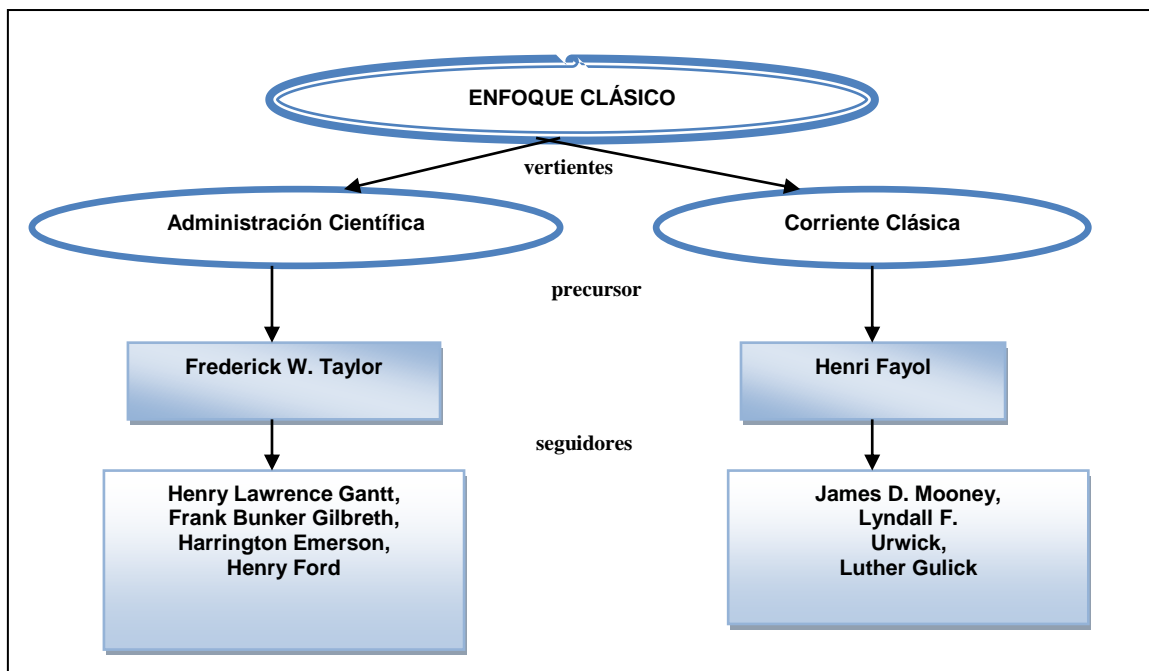 ENFOQUE CLÁSICO
vertientes
Administración Científica
Corriente Clásica
precursor
Frederick W. Taylor
Henri Fayol
seguidores
Henry Lawrence Gantt,
Frank Bunker Gilbreth,
Harrington Emerson,
Henry Ford
James D. Mooney,
Lyndall F.
Urwick,
Luther Gulick